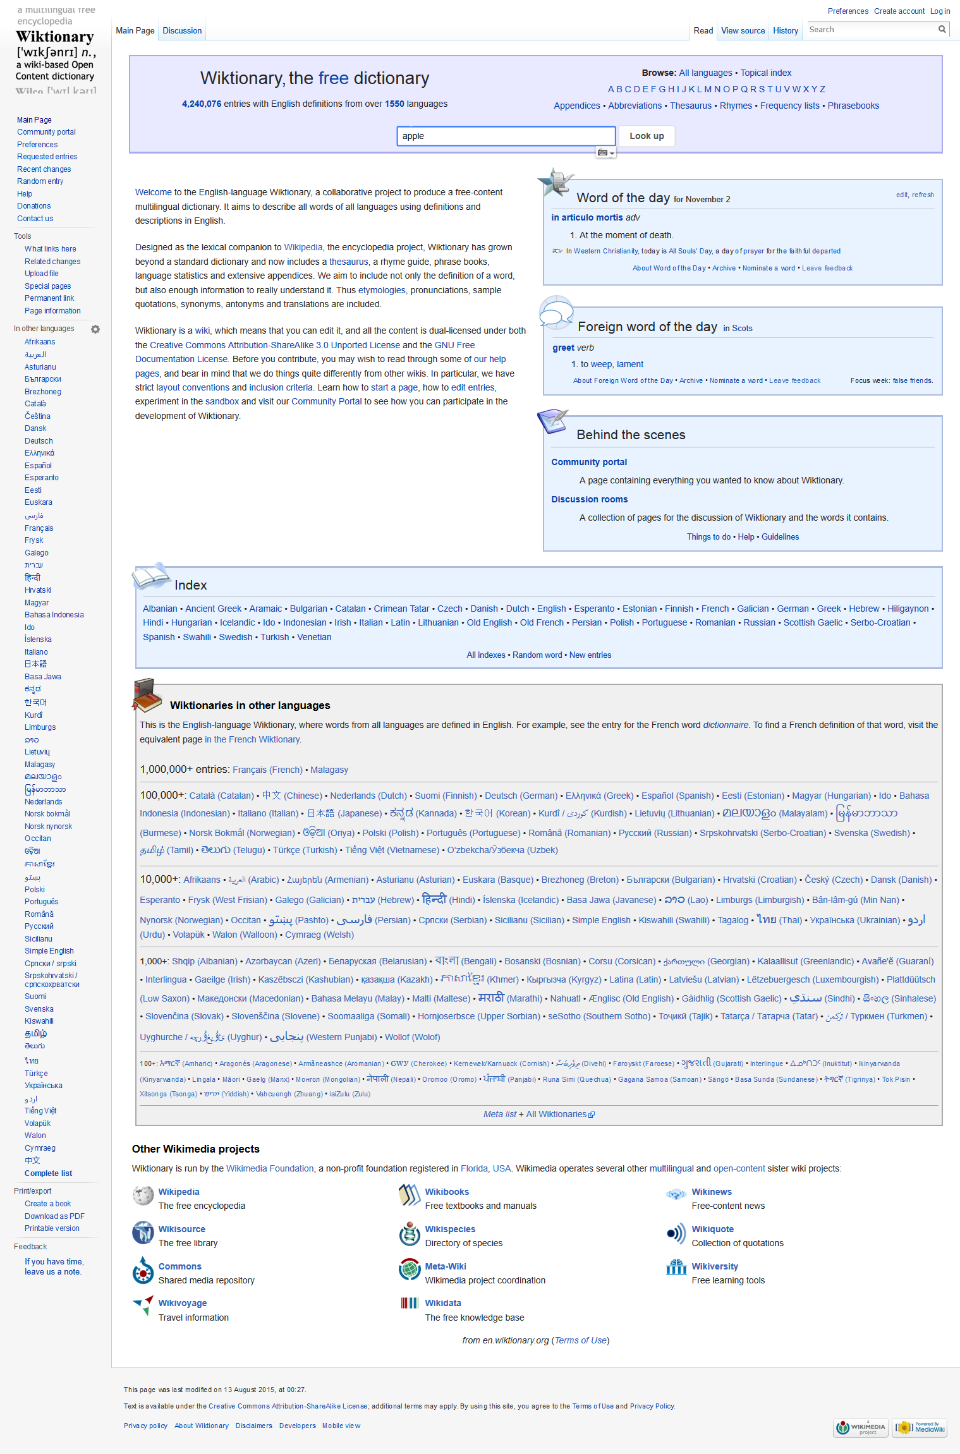 a multilingual free
encyclopedia
Wiktionary
['wɪkʃənrɪ] n.,
a wiki-based Open
Content dictionary
Preferences Create account Log in
Main Page Discussion Read View source History Search
Main Page
Community portal
Preferences
Requested entries
Recent changes
Random entry
Help
Donations
Contact us
Tools
What links here
Related changes
Upload file
Special pages
Permanent link
Page information
In other languages
Afrikaans
العربية
Asturianu
Български
Brezhoneg
Català
Čeština
Dansk
Deutsch
Ελληνικά
Español
Esperanto
Eesti
Euskara
فارسی
Français
Frysk
Galego
עברית
हिन्दी
Hrvatski
Magyar
Bahasa Indonesia
Ido
Íslenska
Italiano
日本語
Basa Jawa
ಕನ್ನಡ
한국어
Kurdî
Limburgs
ລາວ
Lietuvių
Malagasy
മലയാളം
မြန်မာဘာသာ
Nederlands
Norsk bokmål
Norsk nynorsk
Occitan
ଓଡ଼ିଆ
ភាសាខ្មែរ
پښتو
Polski
Português
Română
Русский
Sicilianu
Simple English
Српски / srpski
Srpskohrvatski /
српскохрватски
Suomi
Svenska
Kiswahili
தமிழ்
తెలుగు
ไทย
Türkçe
Українська
اردو
Tiếng Việt
Volapük
Walon
Cymraeg
中文
Complete list
Print/export
Create a book
Download as PDF
Printable version
Feedback
If you have time,
leave us a note.
Wiktionary, the free dictionary
4,240,076 entries with English definitions from over 1550 languages
Browse: All languages • Topical index
A B C D E F G H I J K L M N O P Q R S T U V W X Y Z
Appendices • Abbreviations • Thesaurus • Rhymes • Frequency lists • Phrasebooks
apple Look up
Welcome to the English-language Wiktionary, a collaborative project to produce a free-content
multilingual dictionary. It aims to describe all words of all languages using definitions and
descriptions in English.
Designed as the lexical companion to Wikipedia, the encyclopedia project, Wiktionary has grown
beyond a standard dictionary and now includes a thesaurus, a rhyme guide, phrase books,
language statistics and extensive appendices. We aim to include not only the definition of a word,
but also enough information to really understand it. Thus etymologies, pronunciations, sample
quotations, synonyms, antonyms and translations are included.
Wiktionary is a wiki, which means that you can edit it, and all the content is dual-licensed under both
the Creative Commons Attribution-ShareAlike 3.0 Unported License and the GNU Free
Documentation License. Before you contribute, you may wish to read through some of our help
pages, and bear in mind that we do things quite differently from other wikis. In particular, we have
strict layout conventions and inclusion criteria. Learn how to start a page, how to edit entries,
experiment in the sandbox and visit our Community Portal to see how you can participate in the
development of Wiktionary.
Word of the day for November 2
edit, refresh
in articulo mortis adv
1. At the moment of death.
In Western Christianity, today is All Souls' Day, a day of prayer for the faithful departed
About Word of the Day • Archive • Nominate a word • Leave feedback
Foreign word of the day in Scots
greet verb
1. to weep, lament
About Foreign Word of the Day • Archive • Nominate a word • Leave feedback Focus week: false friends.
Behind the scenes
Community portal
A page containing everything you wanted to know about Wiktionary.
Discussion rooms
A collection of pages for the discussion of Wiktionary and the words it contains.
Things to do • Help • Guidelines
Index
Albanian • Ancient Greek • Aramaic • Bulgarian • Catalan • Crimean Tatar • Czech • Danish • Dutch • English • Esperanto • Estonian • Finnish • French • Galician • German • Greek • Hebrew • Hiligaynon •
Hindi • Hungarian • Icelandic • Ido • Indonesian • Irish • Italian • Latin • Lithuanian • Old English • Old French • Persian • Polish • Portuguese • Romanian • Russian • Scottish Gaelic • Serbo-Croatian •
Spanish • Swahili • Swedish • Turkish • Venetian
All indexes • Random word • New entries
Wiktionaries in other languages
This is the English-language Wiktionary, where words from all languages are defined in English. For example, see the entry for the French word dictionnaire. To find a French definition of that word, visit the
equivalent page in the French Wiktionary.
1,000,000+ entries: Français (French) • Malagasy
100,000+: Català (Catalan) • 中文 (Chinese) • Nederlands (Dutch) • Suomi (Finnish) • Deutsch (German) • Ελληνικά (Greek) • Español (Spanish) • Eesti (Estonian) • Magyar (Hungarian) • Ido • Bahasa
Indonesia (Indonesian) • Italiano (Italian) • 日本語 (Japanese) • ಕನ್ನಡ (Kannada) • 한국어 (Korean) • Kurdî / كوردی (Kurdish) • Lietuvių (Lithuanian) • മലയാളം (Malayalam) • မြန်မာဘာသာ
(Burmese) • Norsk Bokmål (Norwegian) • ଓଡ଼ିଆ (Oriya) • Polski (Polish) • Português (Portuguese) • Română (Romanian) • Русский (Russian) • Srpskohrvatski (Serbo-Croatian) • Svenska (Swedish) •
தமிழ் (Tamil) • తెలుగు (Telugu) • Türkçe (Turkish) • Tiếng Việt (Vietnamese) • O'zbekcha/Ўзбекча (Uzbek)
10,000+: Afrikaans • العربية (Arabic) • Հայերեն (Armenian) • Asturianu (Asturian) • Euskara (Basque) • Brezhoneg (Breton) • Български (Bulgarian) • Hrvatski (Croatian) • Český (Czech) • Dansk (Danish) •
Esperanto • Frysk (West Frisian) • Galego (Galician) • עברית (Hebrew) • हिन्दी (Hindi) • Íslenska (Icelandic) • Basa Jawa (Javanese) • ລາວ (Lao) • Limburgs (Limburgish) • Bân-lâm-gú (Min Nan) •
Nynorsk (Norwegian) • Occitan • پښتو (Pashto) • فارسی (Persian) • Српски (Serbian) • Sicilianu (Sicilian) • Simple English • Kiswahili (Swahili) • Tagalog • ไทย (Thai) • Українська (Ukrainian) • اردو
(Urdu) • Volapük • Walon (Walloon) • Cymraeg (Welsh)
1,000+: Shqip (Albanian) • Azərbaycan (Azeri) • Беларуская (Belarusian) • বাংলা (Bengali) • Bosanski (Bosnian) • Corsu (Corsican) • ქართული (Georgian) • Kalaallisut (Greenlandic) • Avañe'ẽ (Guaraní)
• Interlingua • Gaeilge (Irish) • Kaszëbsczi (Kashubian) • қазақша (Kazakh) • ភាសាខ្មែរ (Khmer) • Кыргызча (Kyrgyz) • Latina (Latin) • Latviešu (Latvian) • Lëtzebuergesch (Luxembourgish) • Plattdüütsch
(Low Saxon) • Македонски (Macedonian) • Bahasa Melayu (Malay) • Malti (Maltese) • मराठी (Marathi) • Nahuatl • Ænglisc (Old English) • Gàidhlig (Scottish Gaelic) • سنڌي (Sindhi) • සිංහල (Sinhalese)
• Slovenčina (Slovak) • Slovenščina (Slovene) • Soomaaliga (Somali) • Hornjoserbsce (Upper Sorbian) • seSotho (Southern Sotho) • Тоҷикӣ (Tajik) • Tatarça / Татарча (Tatar) • / Туркмен (Turkmen) •
Uyghurche / (Uyghur) • پنجابی (Western Punjabi) • Wollof (Wolof)
100+: አማርኛ (Amharic) • Aragonés (Aragonese) • Armãneashce (Aromanian) • ᏣᎳᎩ (Cherokee) • Kernewek/Karnuack (Cornish) • (Divehi) • Føroyskt (Faroese) • ગુજરાતી (Gujarati) • Interlingue • (Inuktitut) • Ikinyarwanda
(Kinyarwanda) • Lingala • Māori • Gaelg (Manx) • Монгол (Mongolian) • नेपाली (Nepali) • Oromoo (Oromo) • ਪੰਜਾਬੀ (Panjabi) • Runa Simi (Quechua) • Gagana Samoa (Samoan) • Sängö • Basa Sunda (Sundanese) • ትግርኛ (Tigrinya) • Tok Pisin •
Xitsonga (Tsonga) • ייִדיש (Yiddish) • Vahcuengh (Zhuang) • isiZulu (Zulu)
Meta list + All Wiktionaries
Other Wikimedia projects
Wiktionary is run by the Wikimedia Foundation, a non-profit foundation registered in Florida, USA. Wikimedia operates several other multilingual and open-content sister wiki projects:
Wikipedia Wikibooks Wikinews
The free encyclopedia Free textbooks and manuals Free-content news
Wikisource Wikispecies Wikiquote
The free library Directory of species Collection of quotations
Commons Meta-Wiki Wikiversity
Shared media repository Wikimedia project coordination Free learning tools
Wikivoyage Wikidata
Travel information The free knowledge base
from en.wiktionary.org (Terms of Use)
This page was last modified on 13 August 2015, at 00:27.
Text is available under the Creative Commons Attribution-ShareAlike License; additional terms may apply. By using this site, you agree to the Terms of Use and Privacy Policy.
Privacy policy About Wiktionary Disclaimers Developers Mobile view
A WIKIMEDIA project Powered By MediaWiki